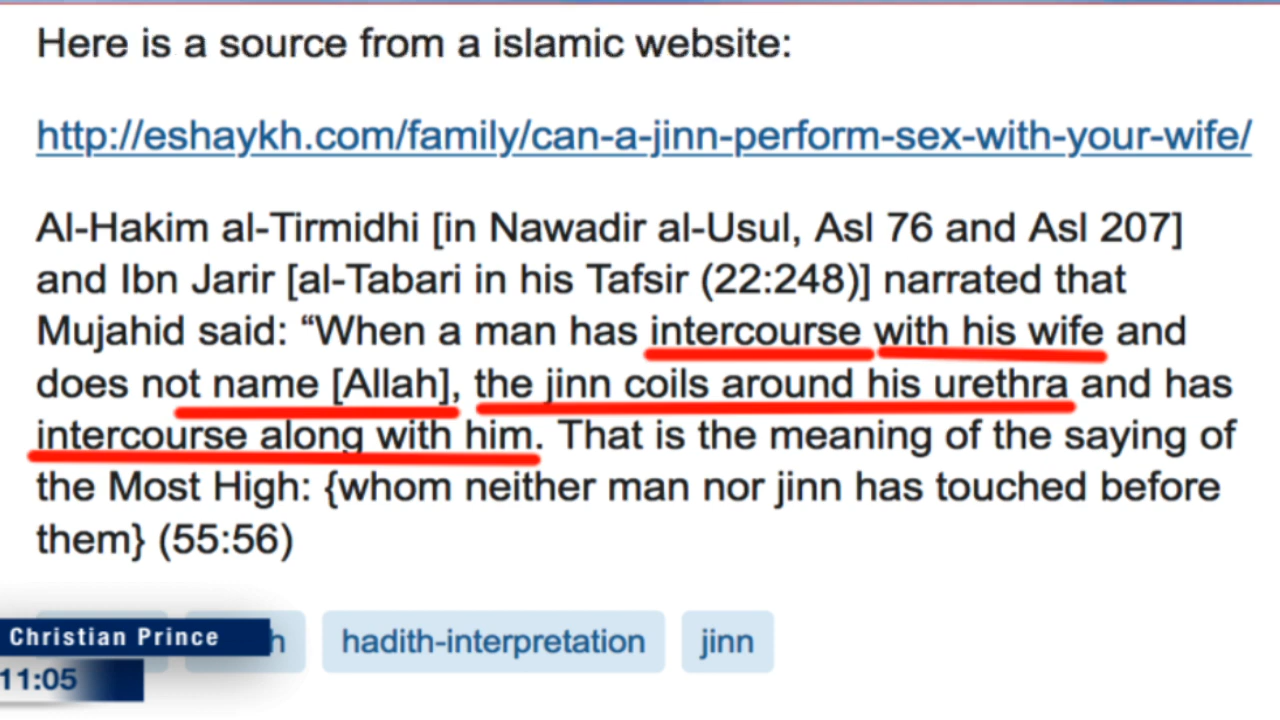 Here is a source from a islamic website:
http://eshaykh.com/family/can-a-jinn-perform-sex-with-your-wife/
Al-Hakim al-Tirmidhi [in Nawadir al-Usul, Asl 76 and Asl 207]
and Ibn Jarir [al-Tabari in his Tafsir (22:248)] narrated that
Mujahid said: “When a man has intercourse with his wife and
does not name [Allah], the jinn coils around his urethra and has
intercourse along with him. That is the meaning of the saying of
the Most High: {whom neither man nor jinn has touched before
them} (55:56)
hadith-interpretation jinn
Christian Prince
11:05